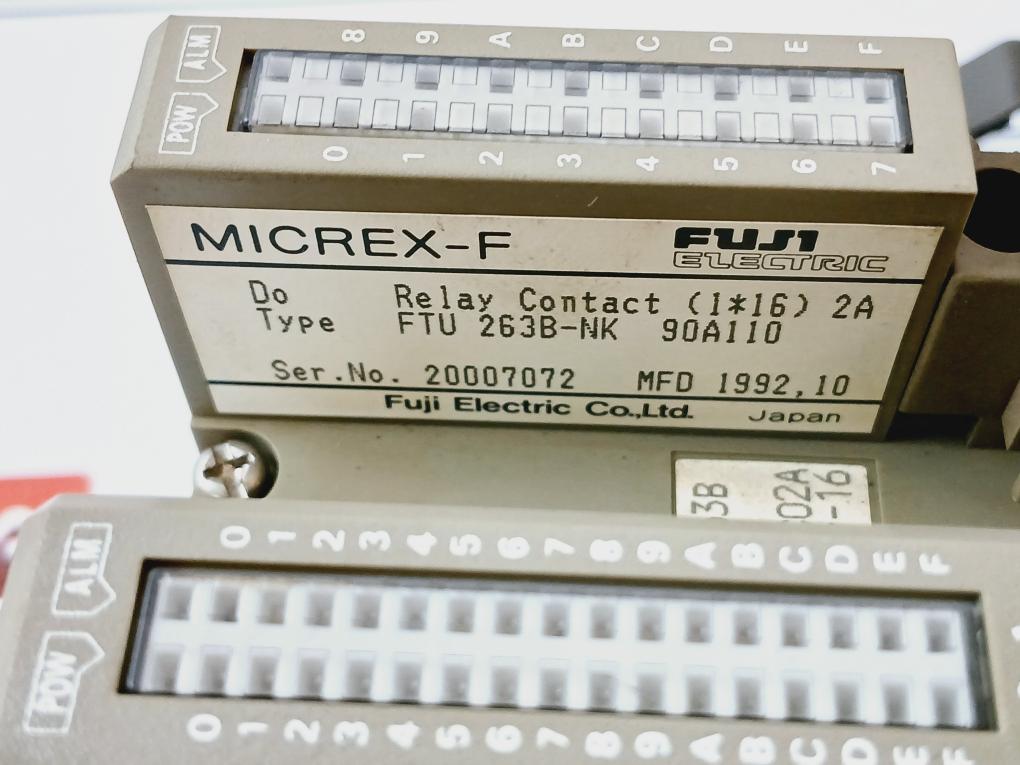 ALM
8 9 A B C D E F
POW
0 1 2 3 4 5 6 7
MICREX-F
FUJI
ELECTRIC
Do Relay Contact (1*16) 2A
Type FTU 263B-NK 90A110
Ser.No. 20007072 MFD 1992,10
Fuji Electric Co.,Ltd. Japan
3B
02A
-16
ALM
0 1 2 3 4 5 6 7 8 9 A B C D E F
POW
0 1 2 3 4 5 6 7 8 9 A B C D E F